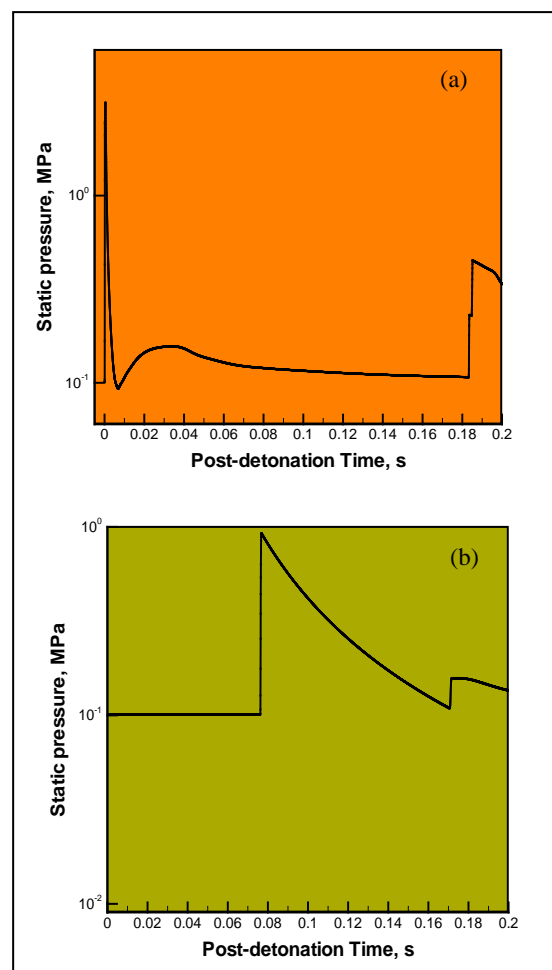 (a)
Static pressure, MPa
10⁰
10⁻¹
0 0.02 0.04 0.06 0.08 0.1 0.12 0.14 0.16 0.18 0.2
Post-detonation Time, s
(b)
Static pressure, MPa
10⁰
10⁻¹
10⁻²
0 0.02 0.04 0.06 0.08 0.1 0.12 0.14 0.16 0.18 0.2
Post-detonation Time, s